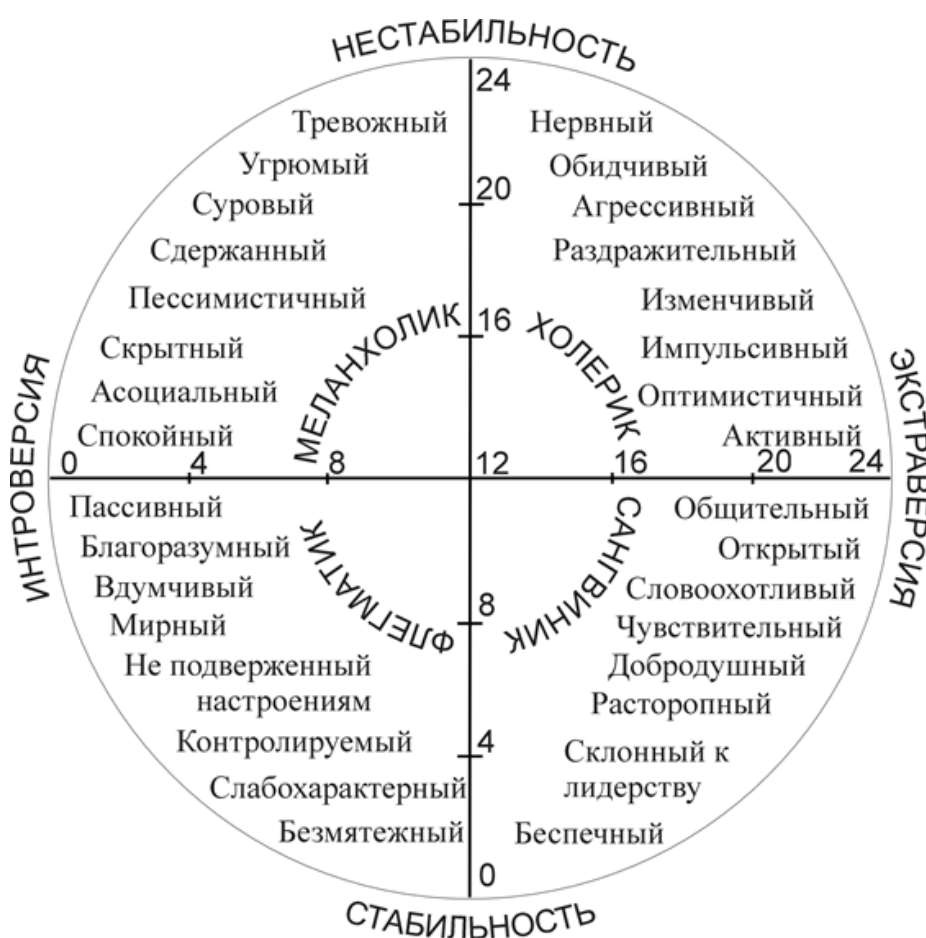 НЕСТАБИЛЬНОСТЬ
24
Тревожный
Нервный
Угрюмый
Обидчивый
20
Суровый
Агрессивный
Сдержанный
Раздражительный
Пессимистичный
Изменчивый
МЕЛАНХОЛИК
16
ХОЛЕРИК
Скрытный
Импульсивный
Асоциальный
Оптимистичный
Спокойный
Активный
ИНТРОВЕРСИЯ
0 4 8 12 16 20 24
ЭКСТРАВЕРСИЯ
Пассивный
Общительный
Благоразумный
Открытый
ФЛЕГМАТИК
САНГВИНИК
Вдумчивый
Словоохотливый
8
Мирный
Чувствительный
Не подверженный
настроениям
Добродушный
Расторопный
Контролируемый
4
Склонный к
лидерству
Слабохарактерный
Безмятежный
Беспечный
0
СТАБИЛЬНОСТЬ